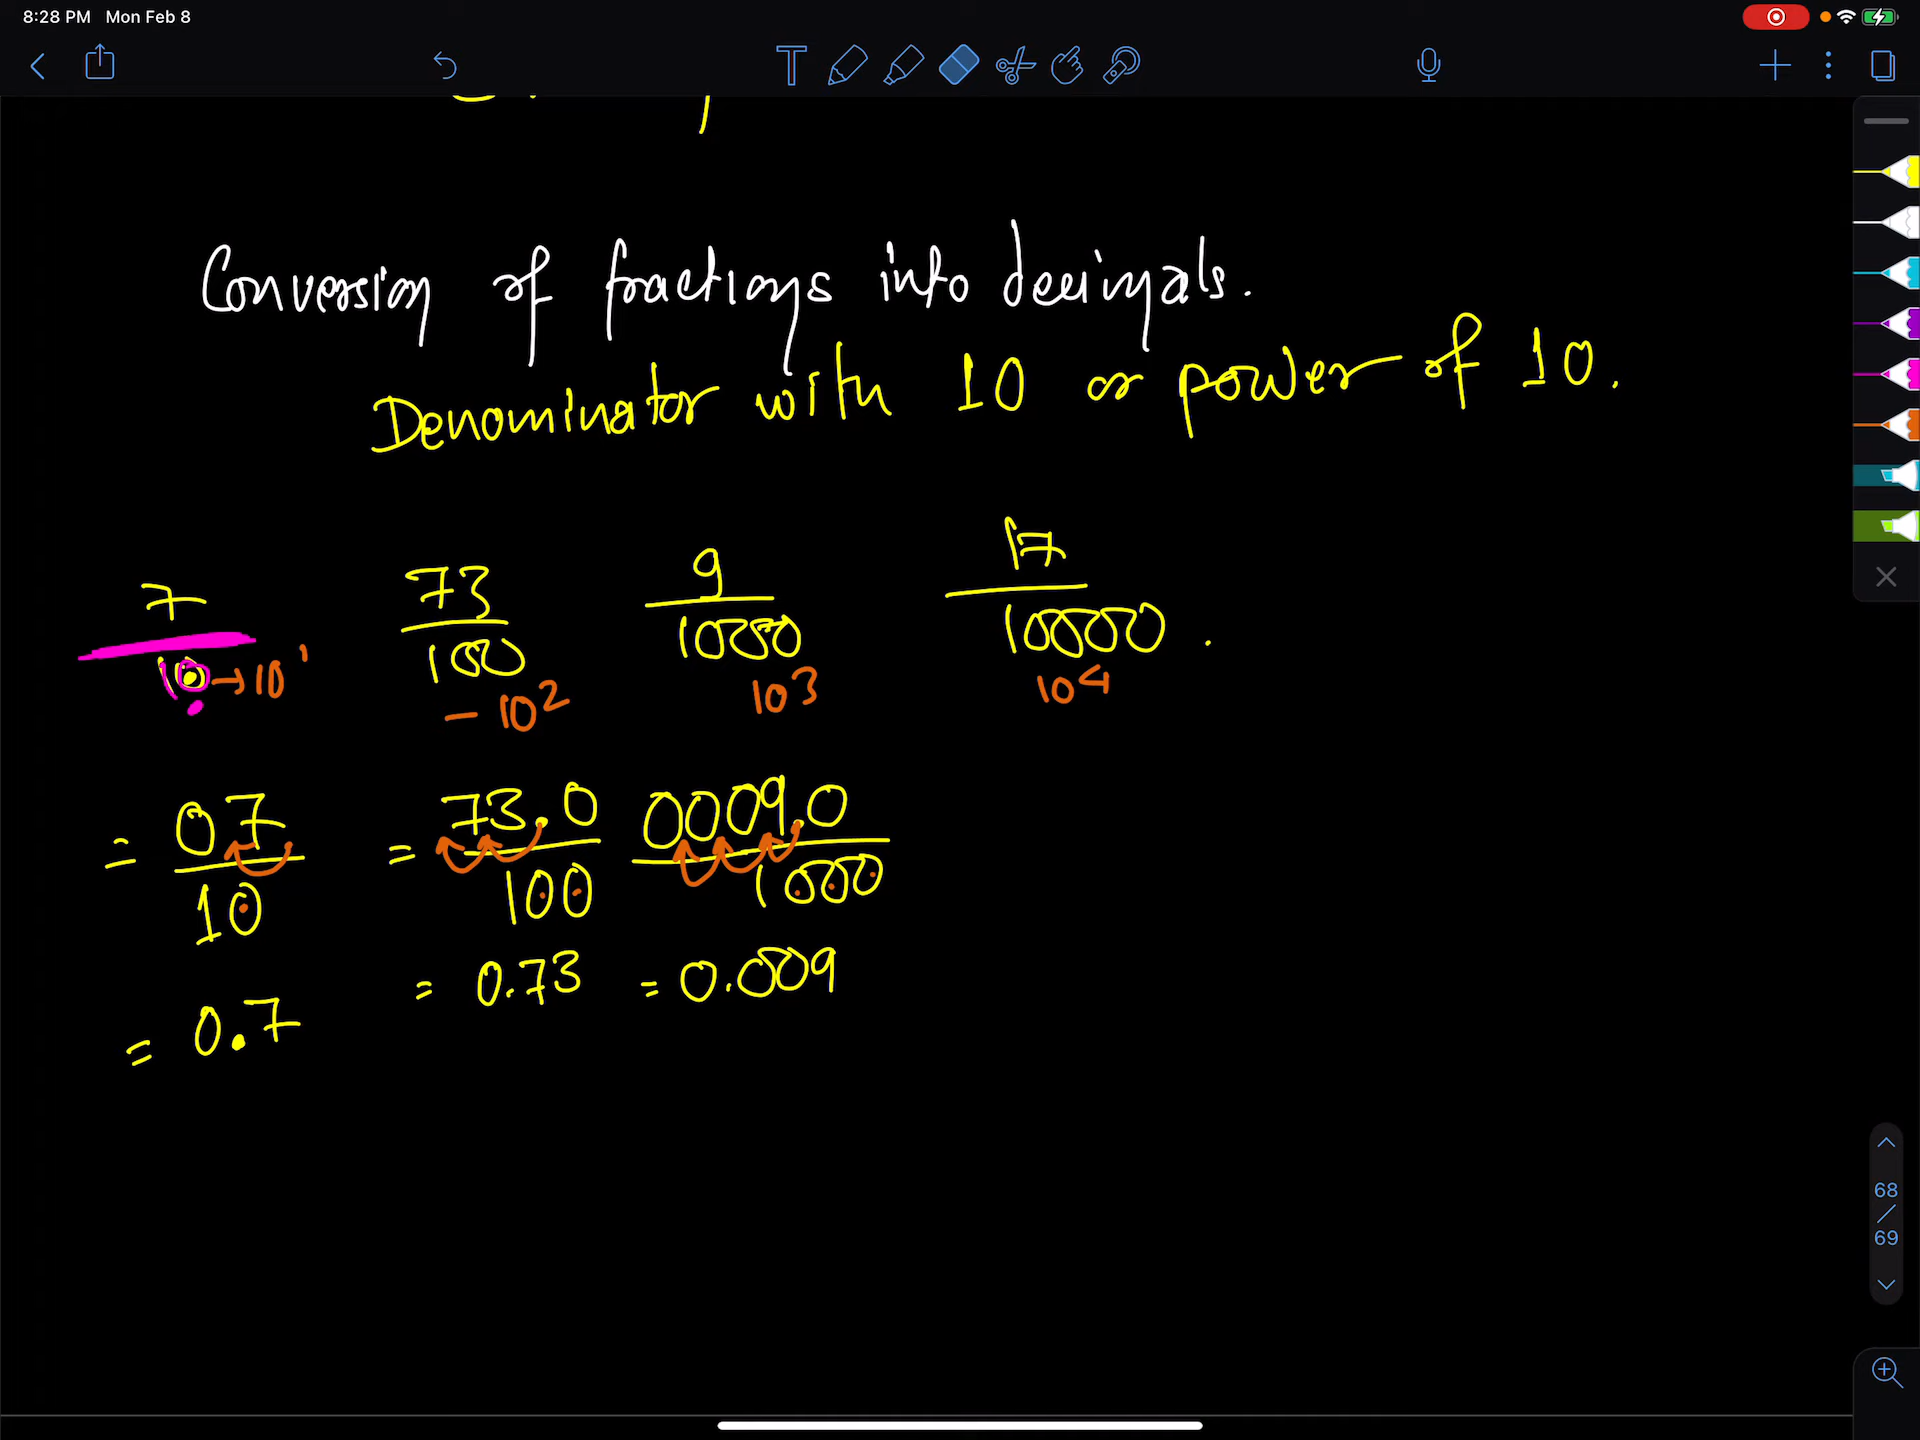 8:28 PM Mon Feb 8
Conversion of fractions into decimals.
Denominator with 10 or power of 10.
7 73 9 17
10 → 10¹ 100 1000 10000 .
- 10² 10³ 10⁴
= 07 = 73.0 0009.0
10 100 1000
= 0.7 = 0.73 = 0.009
68
/
69